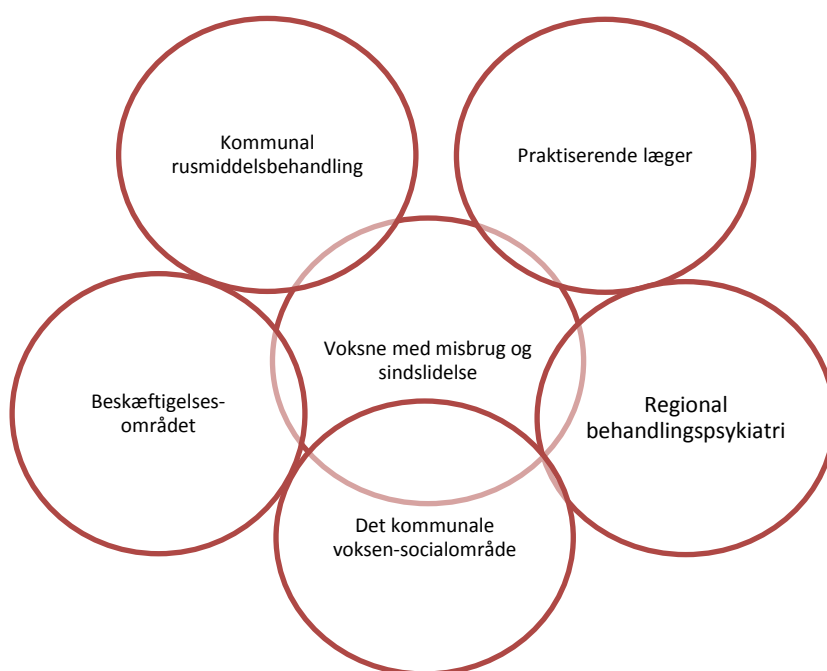 Kommunal
rusmiddelsbehandling
Praktiserende læger
Voksne med misbrug og
sindslidelse
Beskæftigelses-
området
Regional
behandlingspsykiatri
Det kommunale
voksen-socialområde